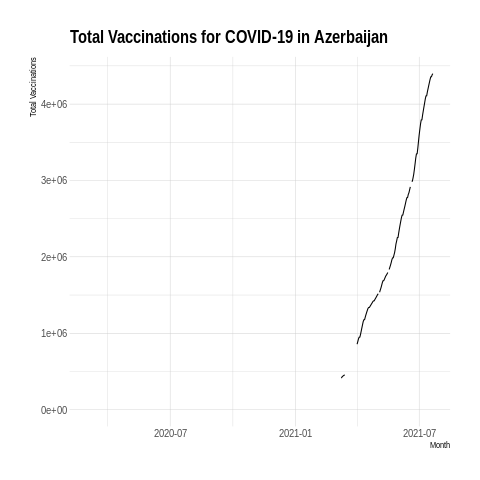 Total Vaccinations for COVID-19 in Azerbaijan
Total Vaccinations
4e+06
3e+06
2e+06
1e+06
0e+00
2020-07
2021-01
2021-07
Month